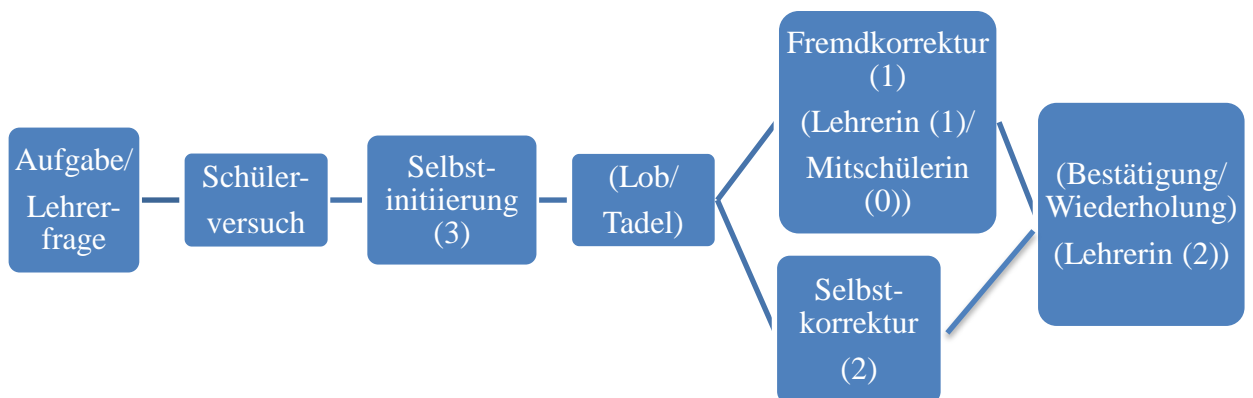 Aufgabe/
Lehrer-
frage
Schüler-
versuch
Selbst-
initiierung
(3)
(Lob/
Tadel)
Fremdkorrektur
(1)
(Lehrerin (1)/
Mitschülerin
(0))
Selbst-
korrektur
(2)
(Bestätigung/
Wiederholung)
(Lehrerin (2))